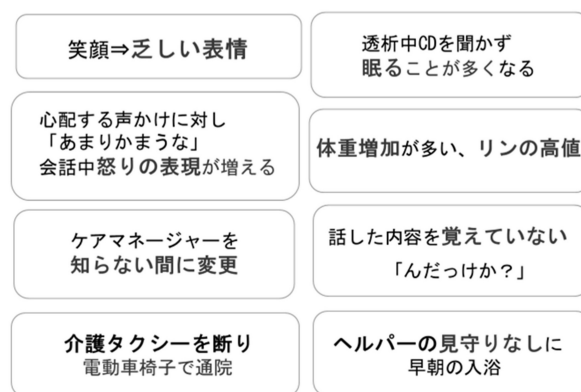 笑顔⇒乏しい表情
透析中CDを聞かず
眠ることが多くなる
心配する声かけに対し
「あまりかまうな」
会話中怒りの表現が増える
体重増加が多い、リンの高値
ケアマネージャーを
知らない間に変更
話した内容を覚えていない
「んだっけか？」
介護タクシーを断り
電動車椅子で通院
ヘルパーの見守りなしに
早朝の入浴